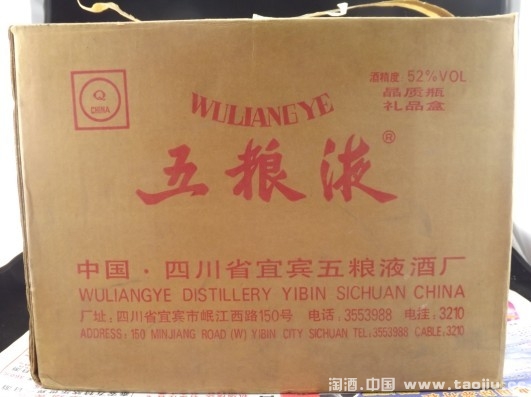 Q
CHINA
酒精度 52%VOL
品质瓶
礼品盒
WULIANGYE
五粮液®
中国·四川省宜宾五粮液酒厂
WULIANGYE DISTILLERY YIBIN SICHUAN CHINA
厂址:四川省宜宾市岷江西路150号 电话:3553988 电挂:3210
ADDRESS:150 MINJIANG ROAD (W) YIBIN CITY SICHUAN TEL:3553988 CABLE:3210
淘酒.中国 www.taojiu.cc